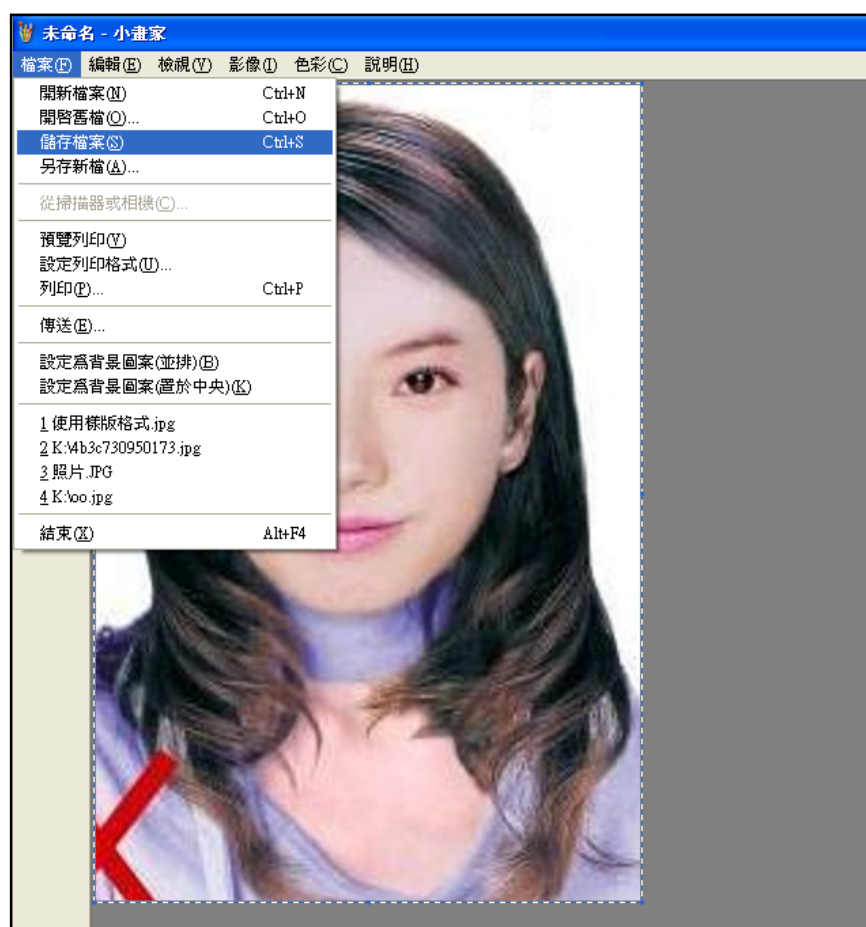 未命名 - 小畫家
檔案(F) 編輯(E) 檢視(V) 影像(I) 色彩(C) 說明(H)
開新檔案(N) Ctrl+N
開啓舊檔(O)... Ctrl+O
儲存檔案(S) Ctrl+S
另存新檔(A)...
從掃描器或相機(C)...
預覽列印(V)
設定列印格式(U)...
列印(P)... Ctrl+P
傳送(E)...
設定爲背景圖案(並排)(B)
設定爲背景圖案(置於中央)(K)
1 使用樣版格式.jpg
2 K:\4b3c730950173.jpg
3 照片.JPG
4 K:\oo.jpg
結束(X) Alt+F4